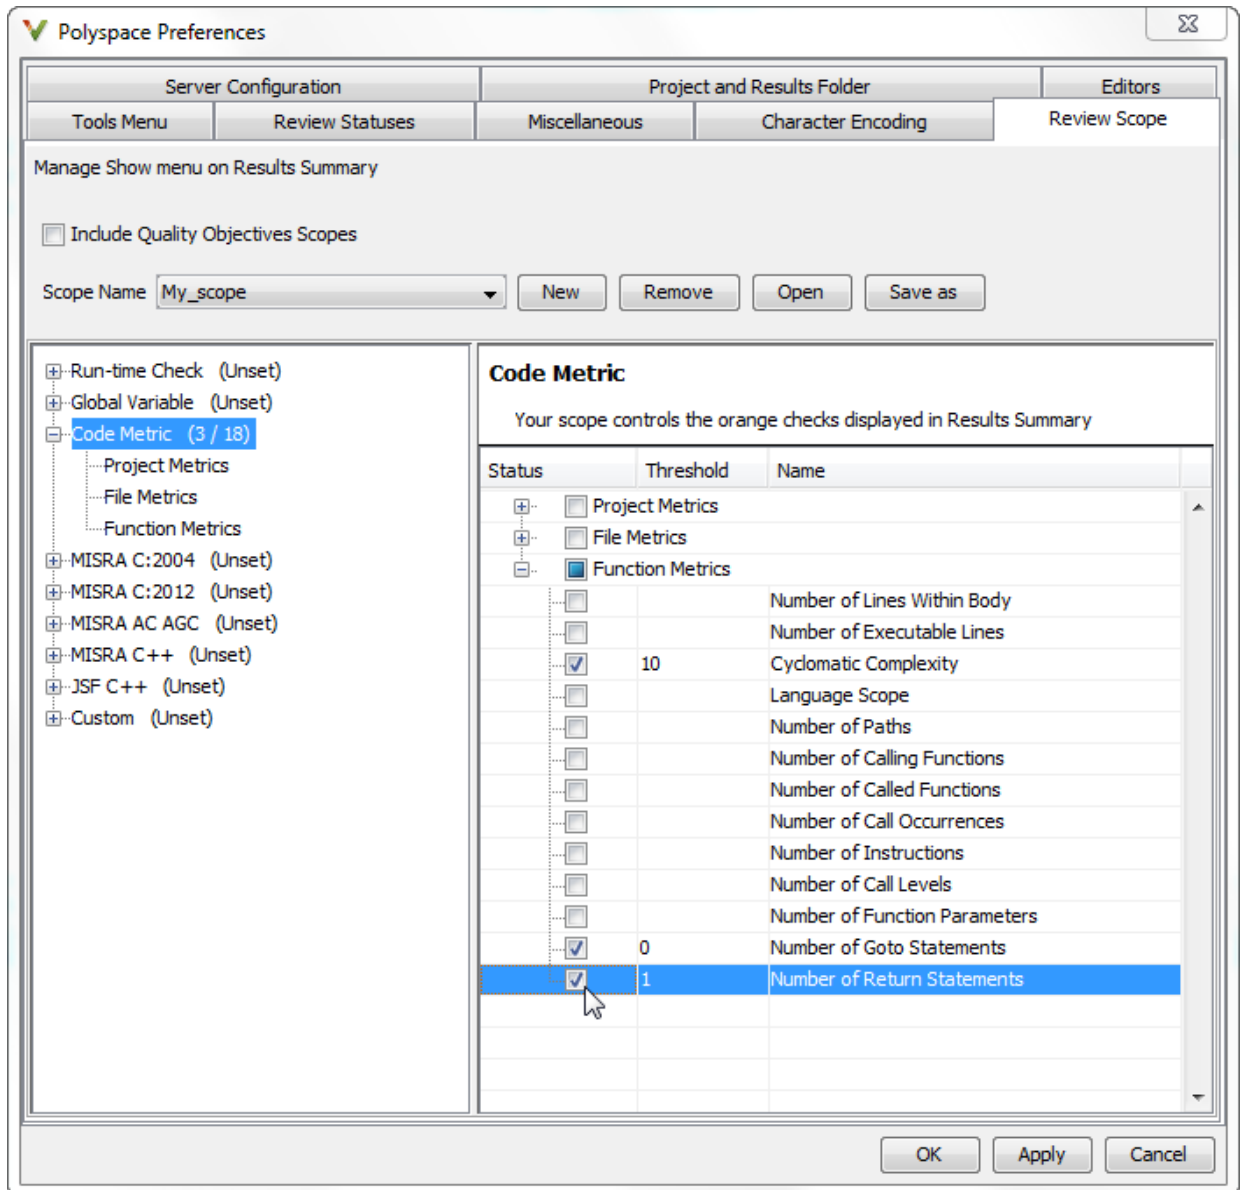 Polyspace Preferences
Server Configuration Project and Results Folder Editors
Tools Menu Review Statuses Miscellaneous Character Encoding Review Scope
Manage Show menu on Results Summary
Include Quality Objectives Scopes
Scope Name My_scope New Remove Open Save as
Run-time Check (Unset)
Global Variable (Unset)
Code Metric (3 / 18)
Project Metrics
File Metrics
Function Metrics
MISRA C:2004 (Unset)
MISRA C:2012 (Unset)
MISRA AC AGC (Unset)
MISRA C++ (Unset)
JSF C++ (Unset)
Custom (Unset)
Code Metric
Your scope controls the orange checks displayed in Results Summary
Status Threshold Name
Project Metrics
File Metrics
Function Metrics
Number of Lines Within Body
Number of Executable Lines
10 Cyclomatic Complexity
Language Scope
Number of Paths
Number of Calling Functions
Number of Called Functions
Number of Call Occurrences
Number of Instructions
Number of Call Levels
Number of Function Parameters
0 Number of Goto Statements
1 Number of Return Statements
OK Apply Cancel